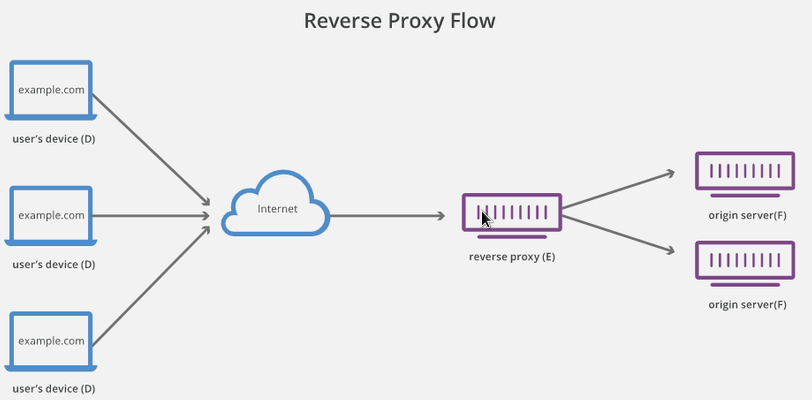 Reverse Proxy Flow
example.com
user's device (D)
example.com
user's device (D)
example.com
user's device (D)
Internet
reverse proxy (E)
origin server(F)
origin server(F)